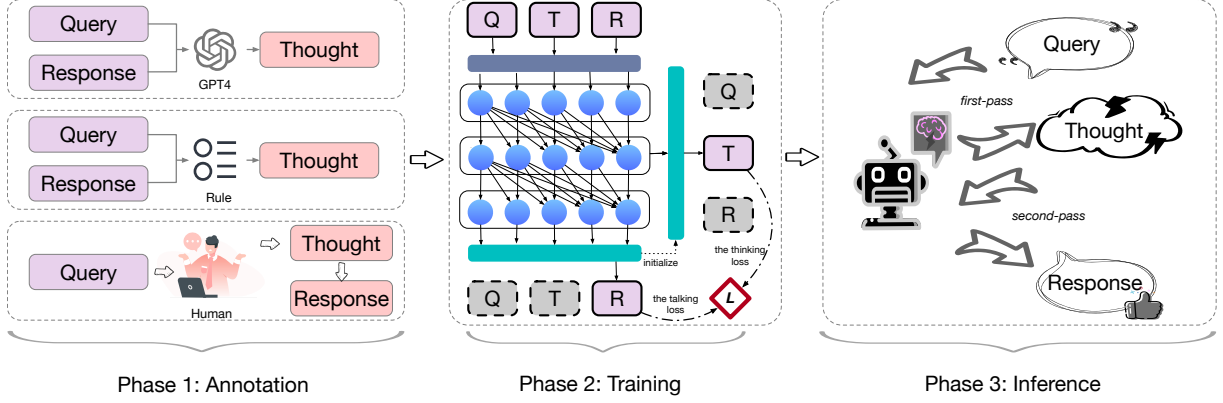 Query
Response
GPT4
Thought
Query
Response
Rule
Thought
Query
Human
Thought
Response
Phase 1: Annotation
Q T R
Q
T
R
initialize
the thinking
loss
Q T R
the talking
loss
L
Phase 2: Training
Query
first-pass
Thought
second-pass
Response
Phase 3: Inference